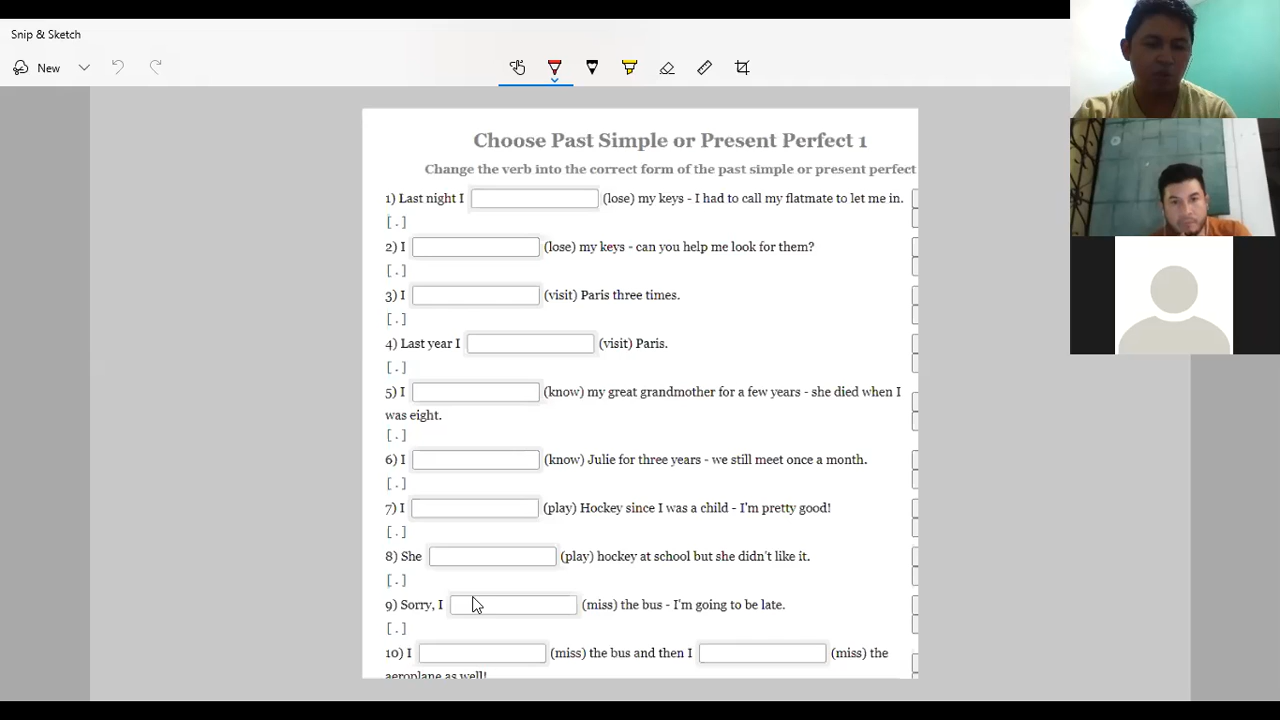 Snip & Sketch
New
Choose Past Simple or Present Perfect 1
Change the verb into the correct form of the past simple or present perfect
1) Last night I (lose) my keys - I had to call my flatmate to let me in.
[ . ]
2) I (lose) my keys - can you help me look for them?
[ . ]
3) I (visit) Paris three times.
[ . ]
4) Last year I (visit) Paris.
[ . ]
5) I (know) my great grandmother for a few years - she died when I
was eight.
[ . ]
6) I (know) Julie for three years - we still meet once a month.
[ . ]
7) I (play) Hockey since I was a child - I'm pretty good!
[ . ]
8) She (play) hockey at school but she didn't like it.
[ . ]
9) Sorry, I (miss) the bus - I'm going to be late.
[ . ]
10) I (miss) the bus and then I (miss) the
aeroplane as well!